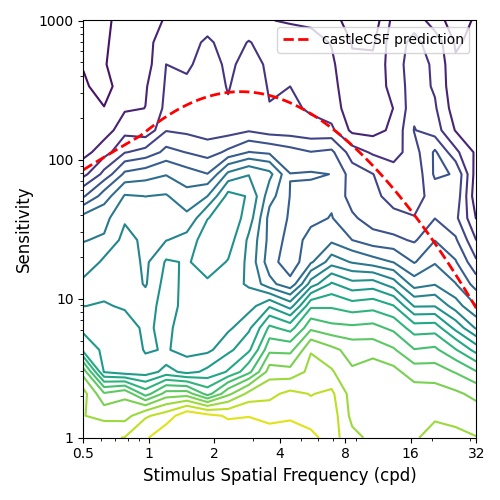 1000
castleCSF prediction
100
10
1
Sensitivity
0.5 1 2 4 8 16 32
Stimulus Spatial Frequency (cpd)